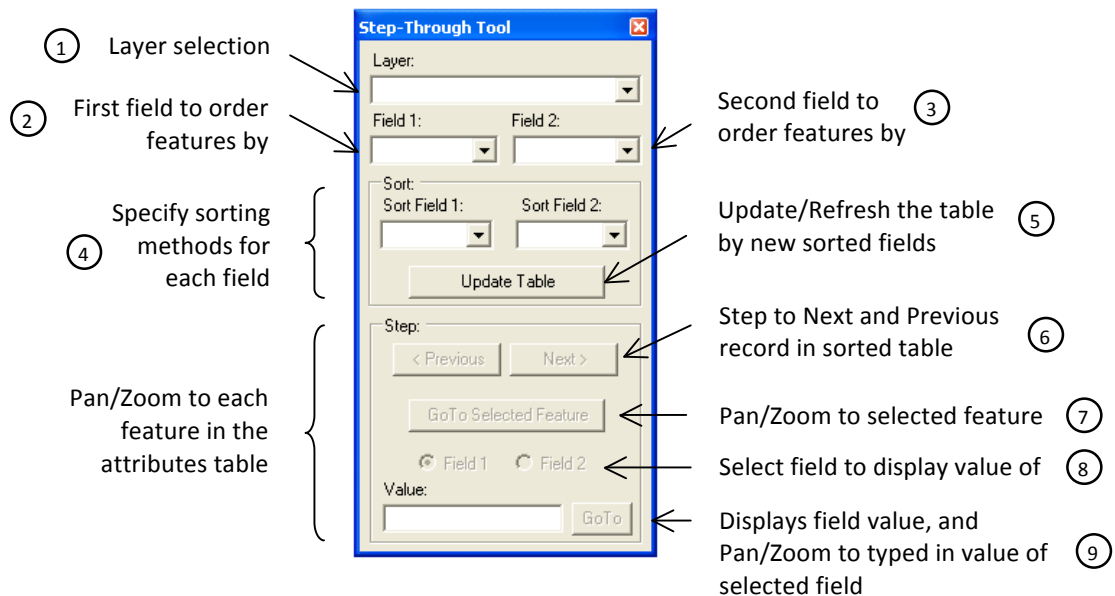 Step-Through Tool
1 Layer selection
Layer:
2 First field to order
features by
Field 1: Field 2:
Second field to
order features by 3
4 Specify sorting
methods for
each field
Sort:
Sort Field 1: Sort Field 2:
Update Table
Update/Refresh the table
by new sorted fields 5
Pan/Zoom to each
feature in the
attributes table
Step:
< Previous Next >
Step to Next and Previous
record in sorted table 6
GoTo Selected Feature
Pan/Zoom to selected feature 7
Field 1 Field 2
Select field to display value of 8
Value:
GoTo
Displays field value, and
Pan/Zoom to typed in value of 9
selected field